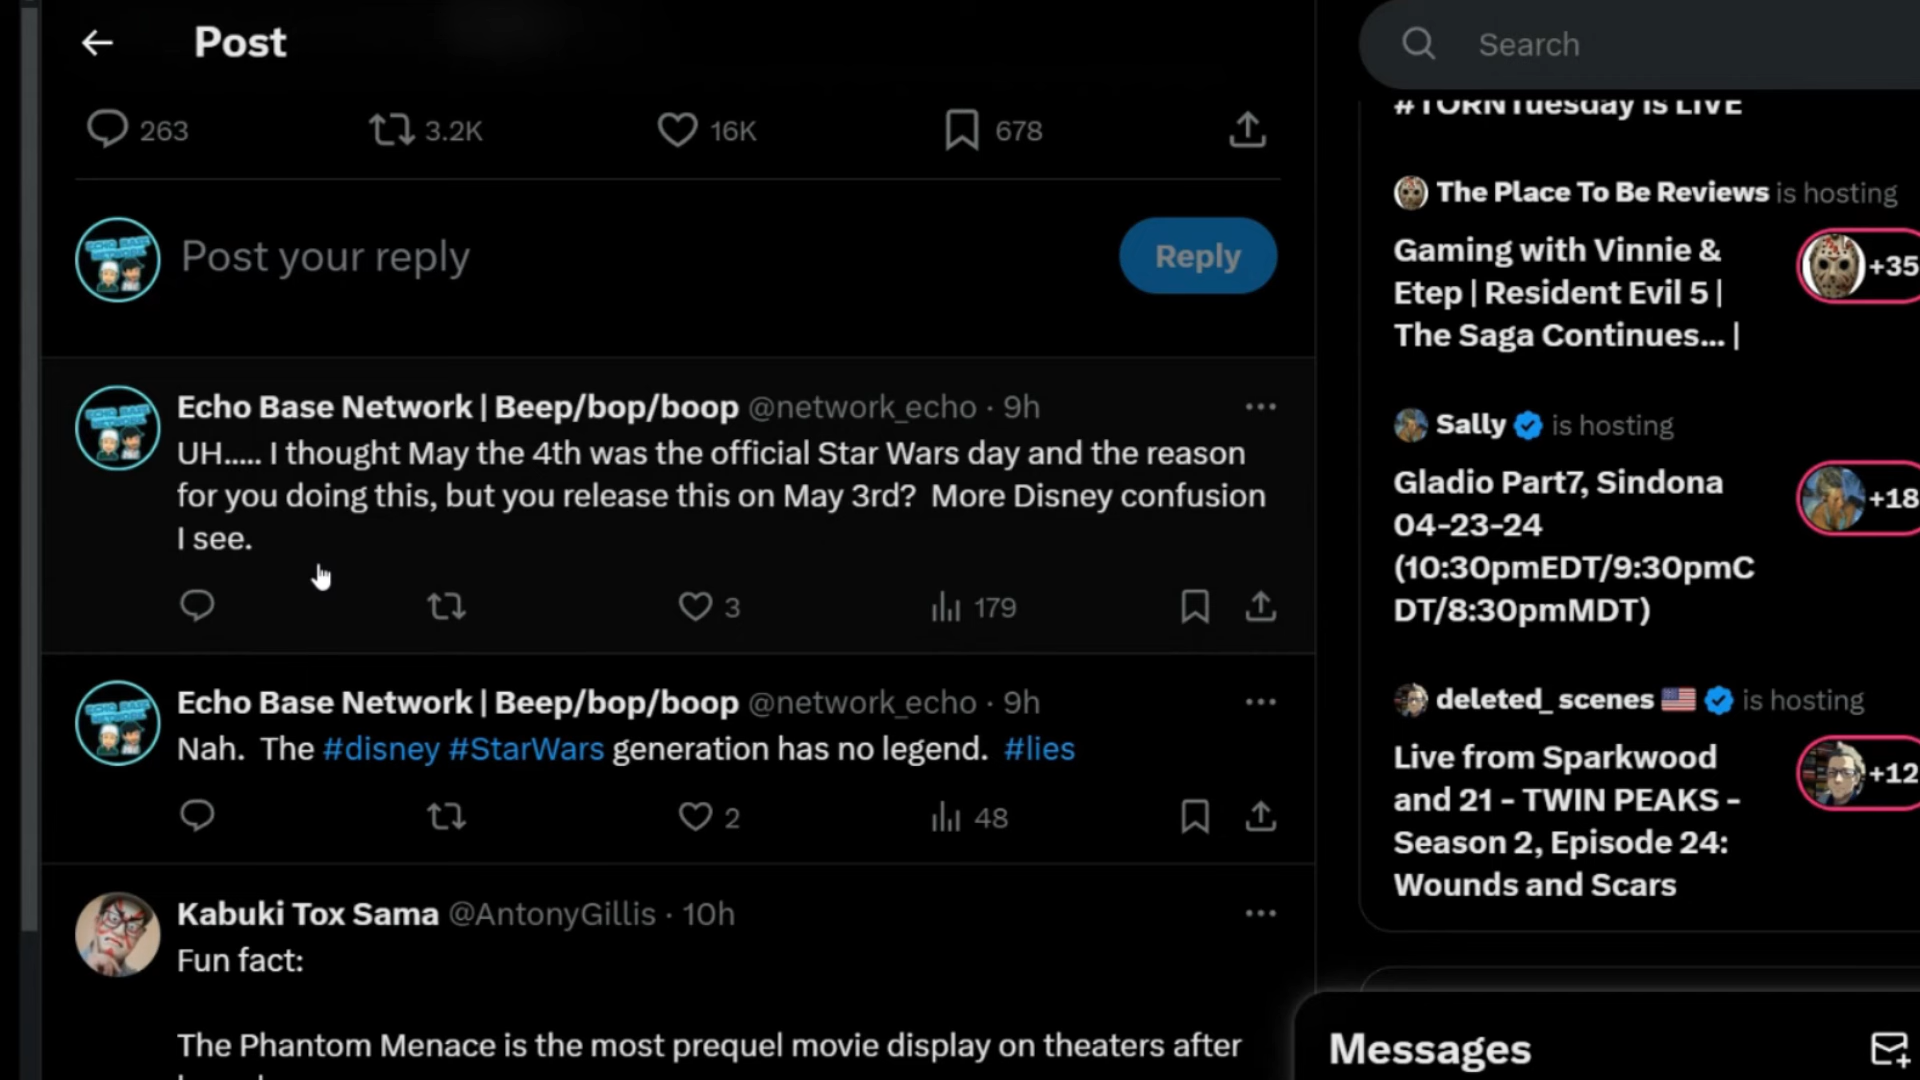 Post
Search
263
3.2K
16K
678
#TORNTuesday is LIVE
The Place To Be Reviews is hosting
Gaming with Vinnie &
Etep | Resident Evil 5 |
The Saga Continues... |
+35
Post your reply
Reply
Echo Base Network | Beep/bop/boop @network_echo · 9h
UH..... I thought May the 4th was the official Star Wars day and the reason
for you doing this, but you release this on May 3rd?  More Disney confusion
I see.
3
179
Sally is hosting
Gladio Part7, Sindona
04-23-24
(10:30pmEDT/9:30pmC
DT/8:30pmMDT)
+18
Echo Base Network | Beep/bop/boop @network_echo · 9h
Nah.  The #disney #StarWars generation has no legend.  #lies
2
48
deleted_ scenes is hosting
Live from Sparkwood
and 21 - TWIN PEAKS -
Season 2, Episode 24:
Wounds and Scars
+12
Kabuki Tox Sama @AntonyGillis · 10h
Fun fact:
The Phantom Menace is the most prequel movie display on theaters after
Messages